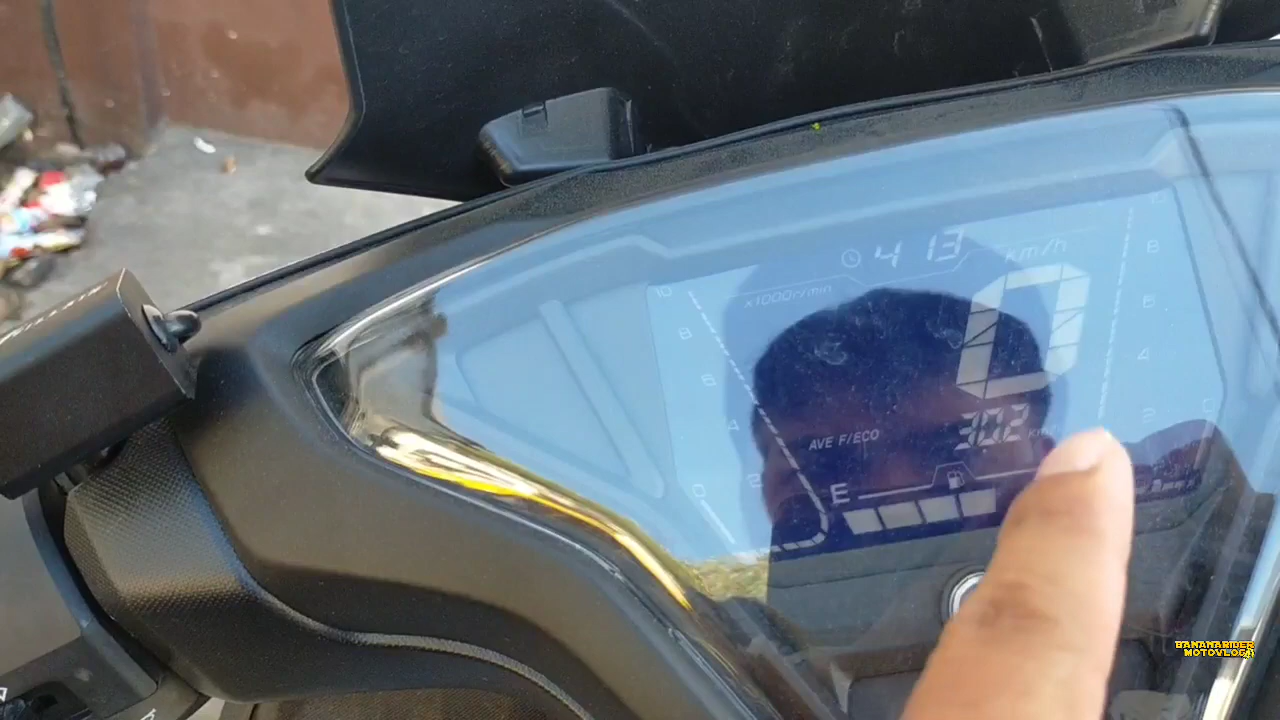 4 13
km/h
x1000r/min
10
8
6
4
2
0
0
8
6
4
2
AVE F/ECO
30.2
E
BANANARIDER
MOTOVLOG